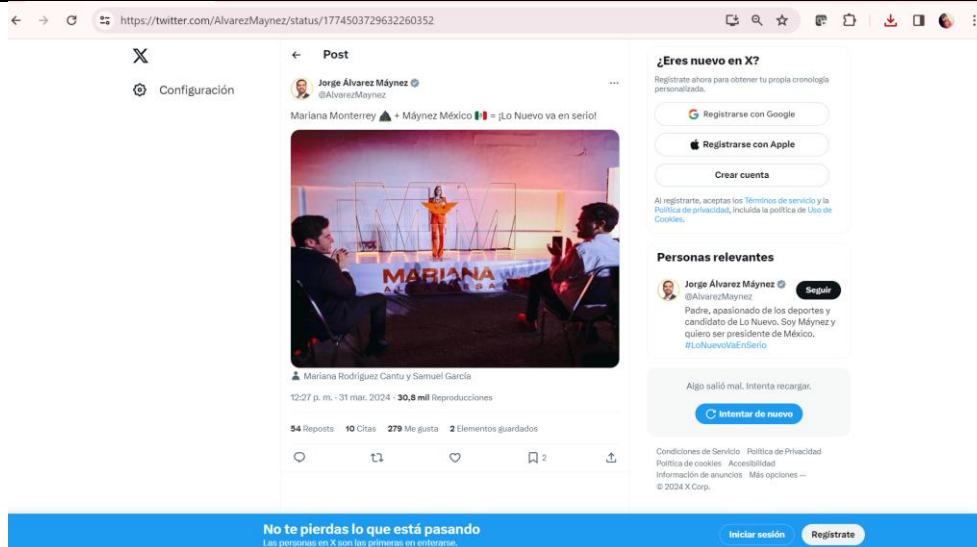 https://twitter.com/AlvarezMaynez/status/1774503729632260352
Configuración
Post
Jorge Álvarez Máynez
@AlvarezMaynez
Mariana Monterrey + Máynez México = ¡Lo Nuevo va en serio!
MM
MARIANA
ALCALDESA
Mariana Rodríguez Cantu y Samuel García
12:27 p. m. · 31 mar. 2024 · 30,8 mil Reproducciones
54 Reposts 10 Citas 279 Me gusta 2 Elementos guardados
2
¿Eres nuevo en X?
Regístrate ahora para obtener tu propia cronología
personalizada.
Registrarse con Google
Registrarse con Apple
Crear cuenta
Al registrarte, aceptas los Términos de servicio y la
Política de privacidad, incluida la política de Uso de
Cookies.
Personas relevantes
Jorge Álvarez Máynez
@AlvarezMaynez
Seguir
Padre, apasionado de los deportes y
candidato de Lo Nuevo. Soy Máynez y
quiero ser presidente de México.
#LoNuevoVaEnSerio
Algo salió mal. Intenta recargar.
Intentar de nuevo
Condiciones de Servicio Política de Privacidad
Política de cookies Accesibilidad
Información de anuncios Más opciones —
© 2024 X Corp.
No te pierdas lo que está pasando
Las personas en X son las primeras en enterarse.
Iniciar sesión
Regístrate